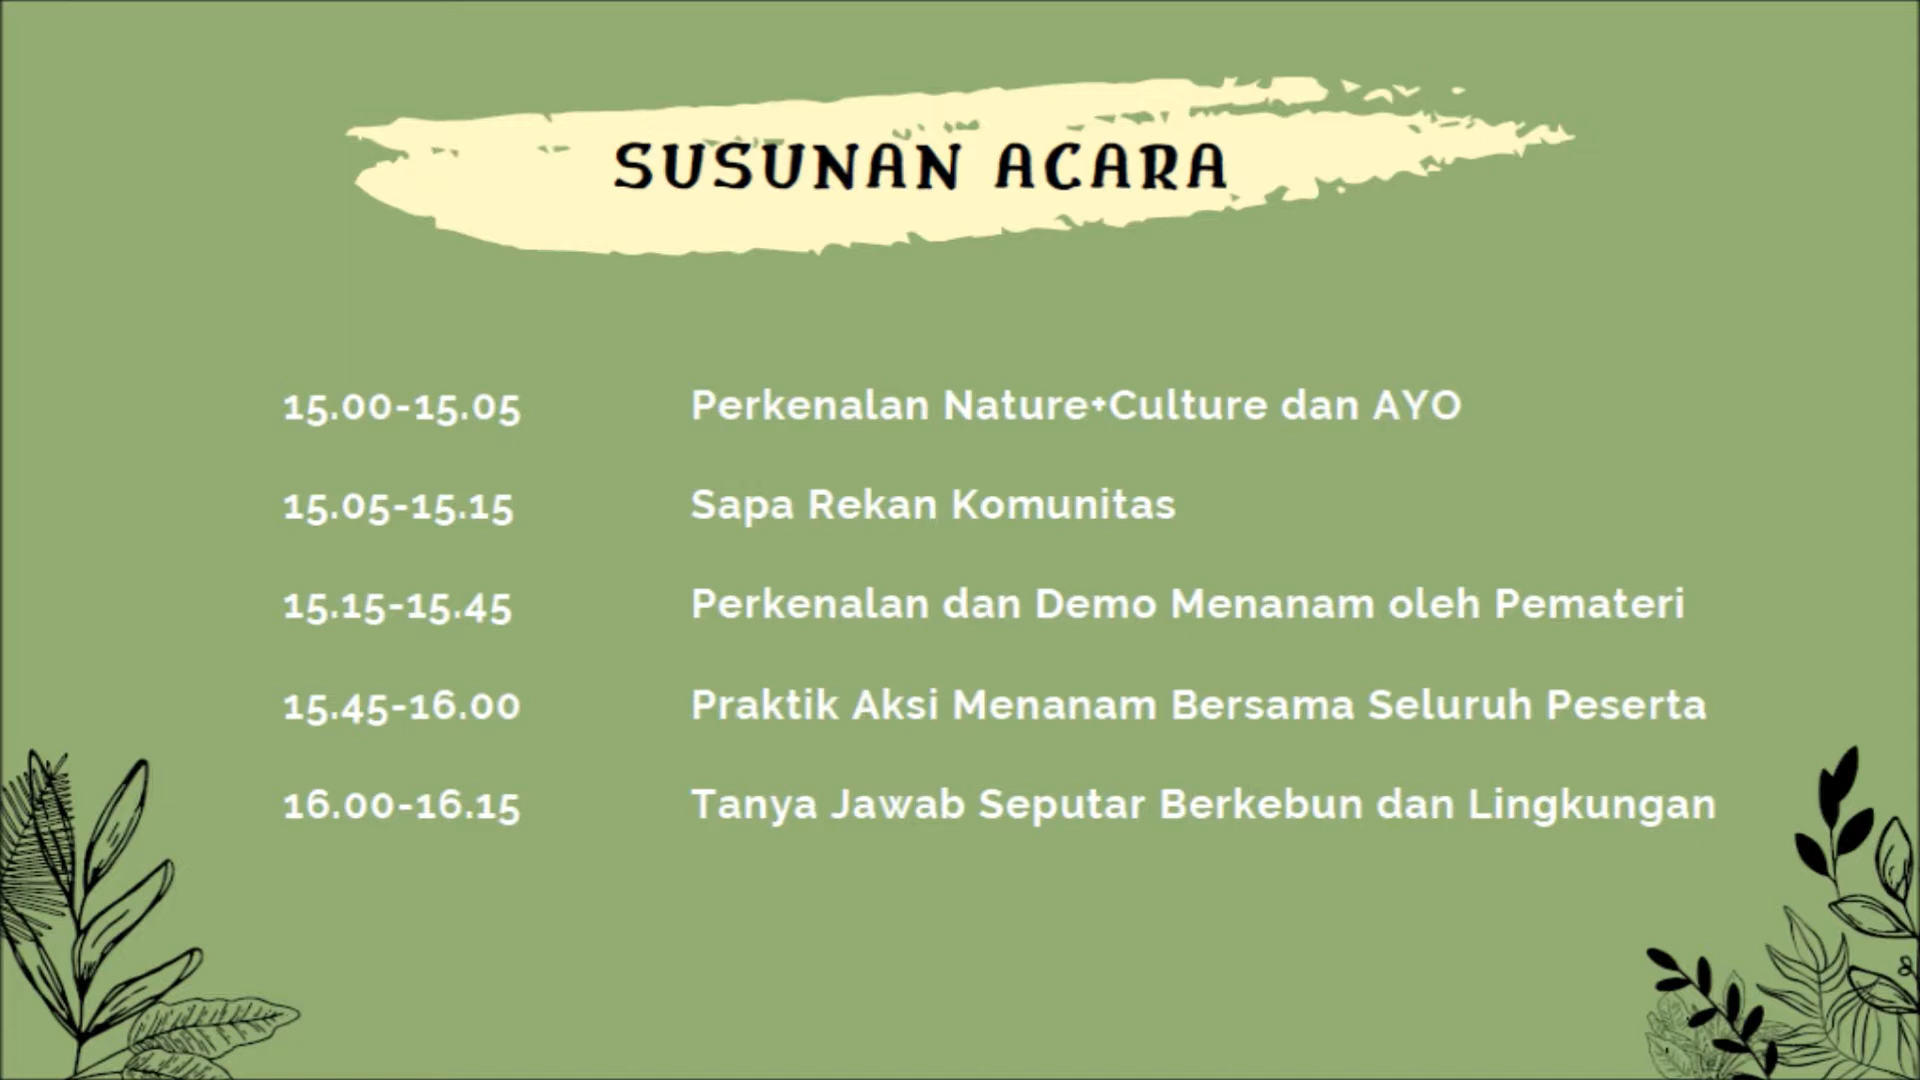 SUSUNAN ACARA
15.00-15.05 Perkenalan Nature+Culture dan AYO
15.05-15.15 Sapa Rekan Komunitas
15.15-15.45 Perkenalan dan Demo Menanam oleh Pemateri
15.45-16.00 Praktik Aksi Menanam Bersama Seluruh Peserta
16.00-16.15 Tanya Jawab Seputar Berkebun dan Lingkungan